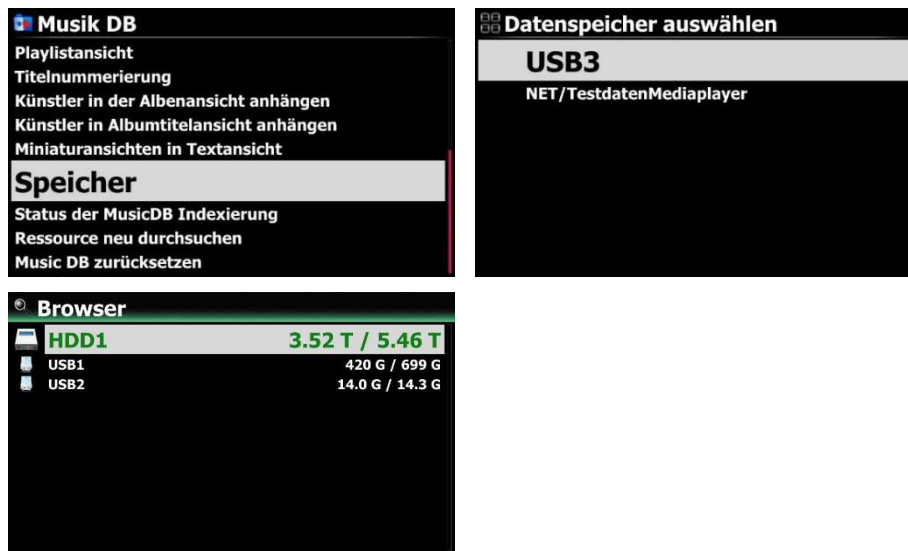 Musik DB
Playlistansicht
Titelnummerierung
Künstler in der Albenansicht anhängen
Künstler in Albumtitelansicht anhängen
Miniaturansichten in Textansicht
Speicher
Status der MusicDB Indexierung
Ressource neu durchsuchen
Music DB zurücksetzen
Datenspeicher auswählen
USB3
NET/TestdatenMediaplayer
Browser
HDD1 3.52 T / 5.46 T
USB1 420 G / 699 G
USB2 14.0 G / 14.3 G